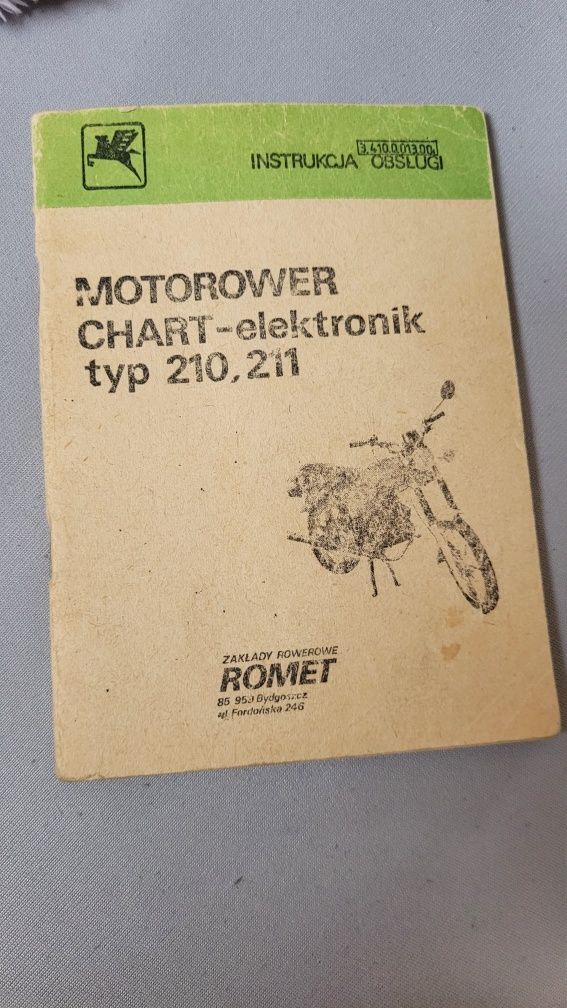 3.410.0.013.00.
INSTRUKCJA OBSŁUGI
MOTOROWER
CHART-elektronik
typ 210, 211
ZAKŁADY ROWEROWE
ROMET
85 959 Bydgoszcz
ul. Fordońska 246